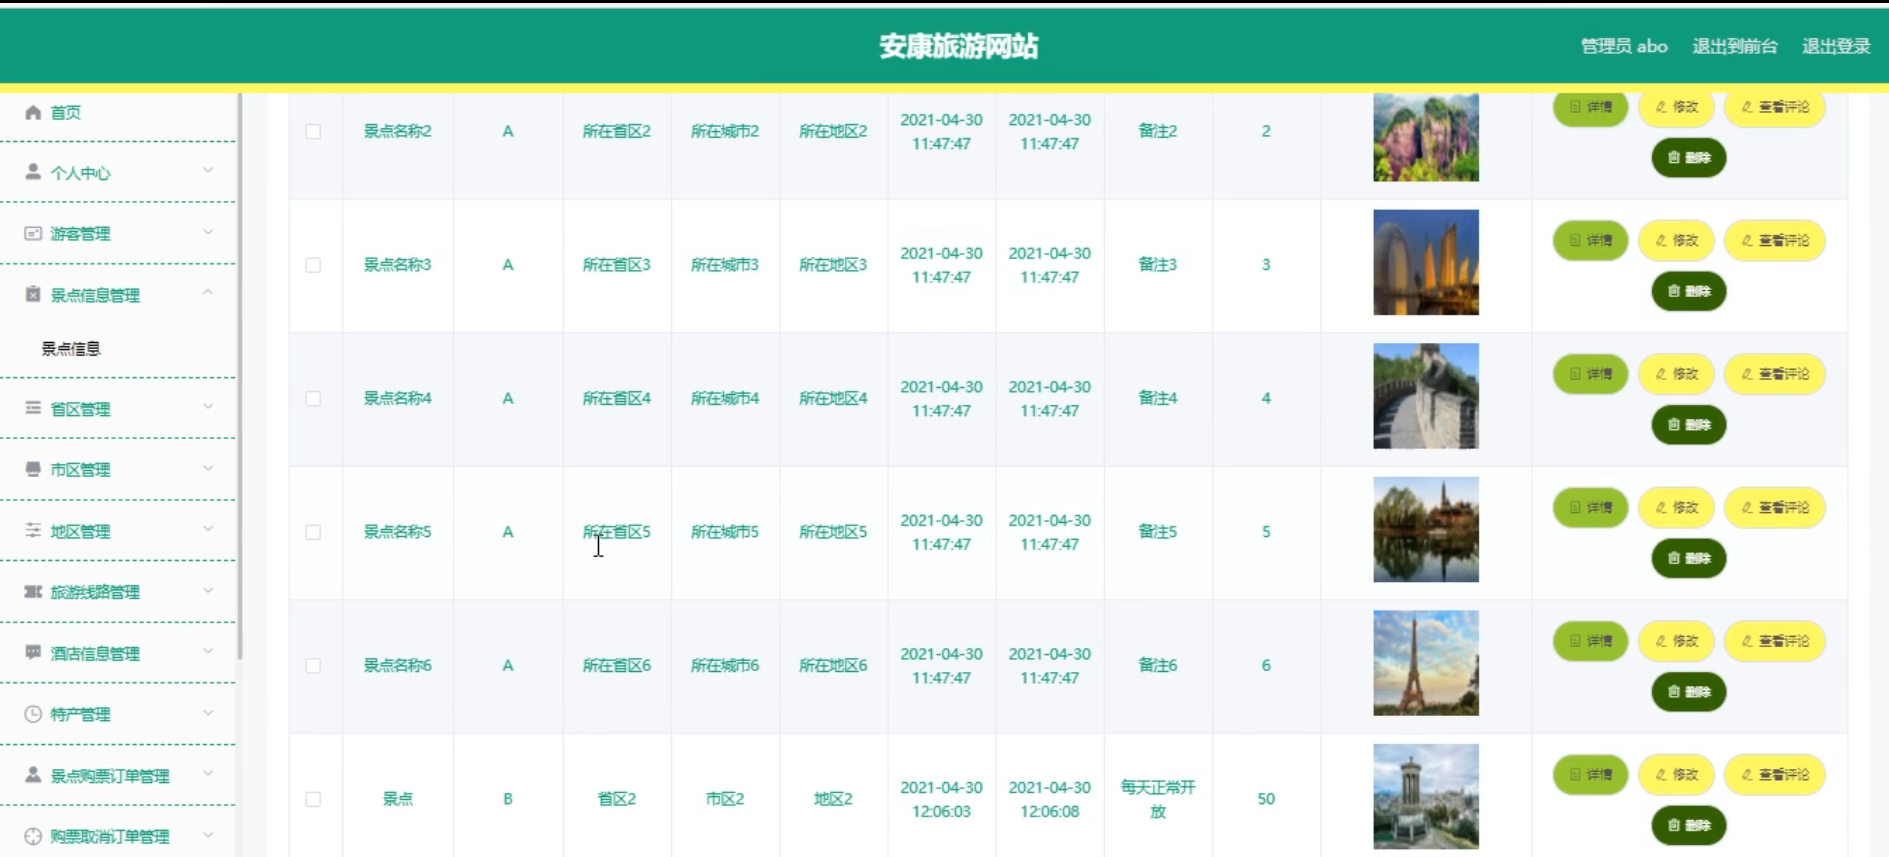 安康旅游网站
管理员 abo 退出到前台 退出登录
首页
个人中心
游客管理
景点信息管理
景点信息
省区管理
市区管理
地区管理
旅游线路管理
酒店信息管理
特产管理
景点购票订单管理
购票取消订单管理
景点名称2 A 所在省区2 所在城市2 所在地区2 2021-04-30 11:47:47 2021-04-30 11:47:47 备注2 2 详情 修改 查看评论
删除
景点名称3 A 所在省区3 所在城市3 所在地区3 2021-04-30 11:47:47 2021-04-30 11:47:47 备注3 3 详情 修改 查看评论
删除
景点名称4 A 所在省区4 所在城市4 所在地区4 2021-04-30 11:47:47 2021-04-30 11:47:47 备注4 4 详情 修改 查看评论
删除
景点名称5 A 所在省区5 所在城市5 所在地区5 2021-04-30 11:47:47 2021-04-30 11:47:47 备注5 5 详情 修改 查看评论
删除
景点名称6 A 所在省区6 所在城市6 所在地区6 2021-04-30 11:47:47 2021-04-30 11:47:47 备注6 6 详情 修改 查看评论
删除
景点 B 省区2 市区2 地区2 2021-04-30 12:06:03 2021-04-30 12:06:08 每天正常开放 50 详情 修改 查看评论
删除